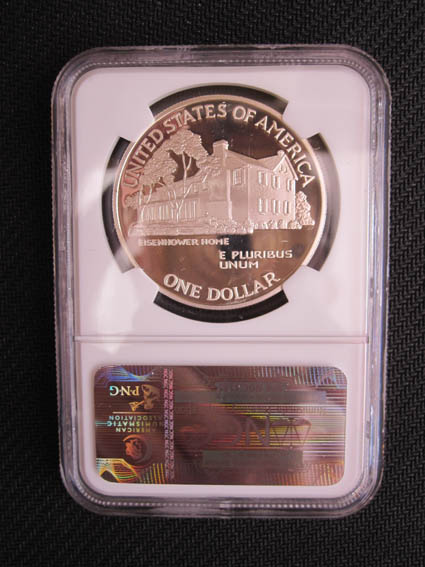 UNITED STATES OF AMERICA
EISENHOWER HOME
E PLURIBUS
UNUM
ONE DOLLAR
PNG
AMERICAN
NUMISMATIC
ASSOCIATION